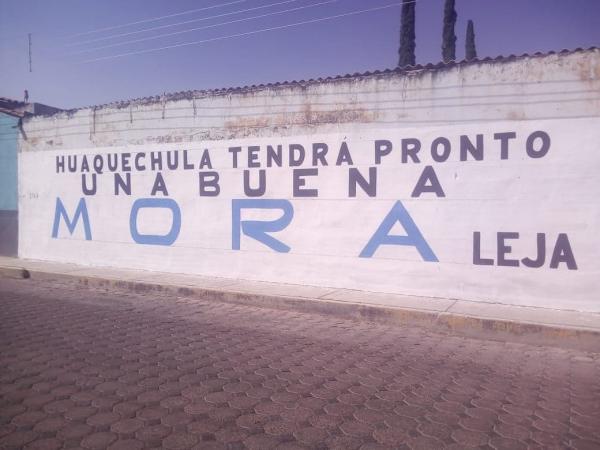 HUAQUECHULA TENDRÁ PRONTO
UNA BUENA
MORA LEJA